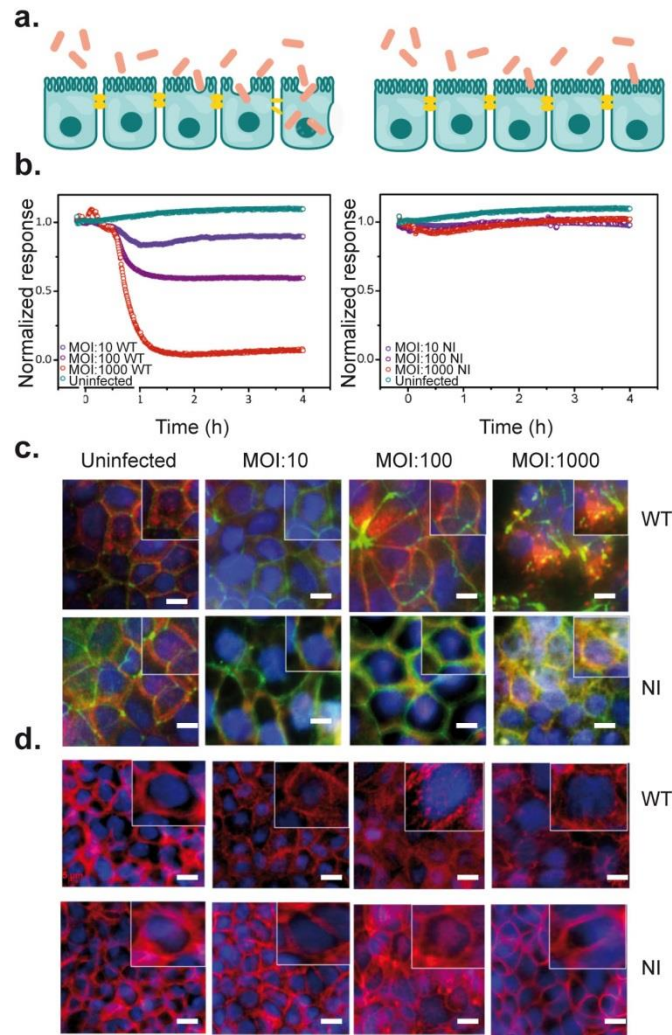 a.
b.
Normalized response
1.0
0.5
0.0
MOI:10 WT
MOI:100 WT
MOI:1000 WT
Uninfected
0
1
2
3
4
Time (h)
Normalized response
1.0
0.5
0.0
MOI:10 NI
MOI:100 NI
MOI:1000 NI
Uninfected
0
1
2
3
4
Time (h)
c.
Uninfected
MOI:10
MOI:100
MOI:1000
WT
NI
d.
WT
NI